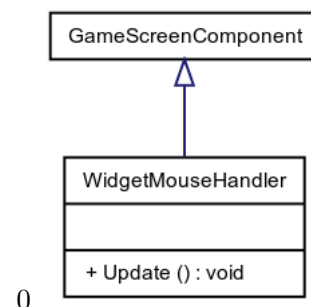 GameScreenComponent
WidgetMouseHandler
+ Update () : void
0